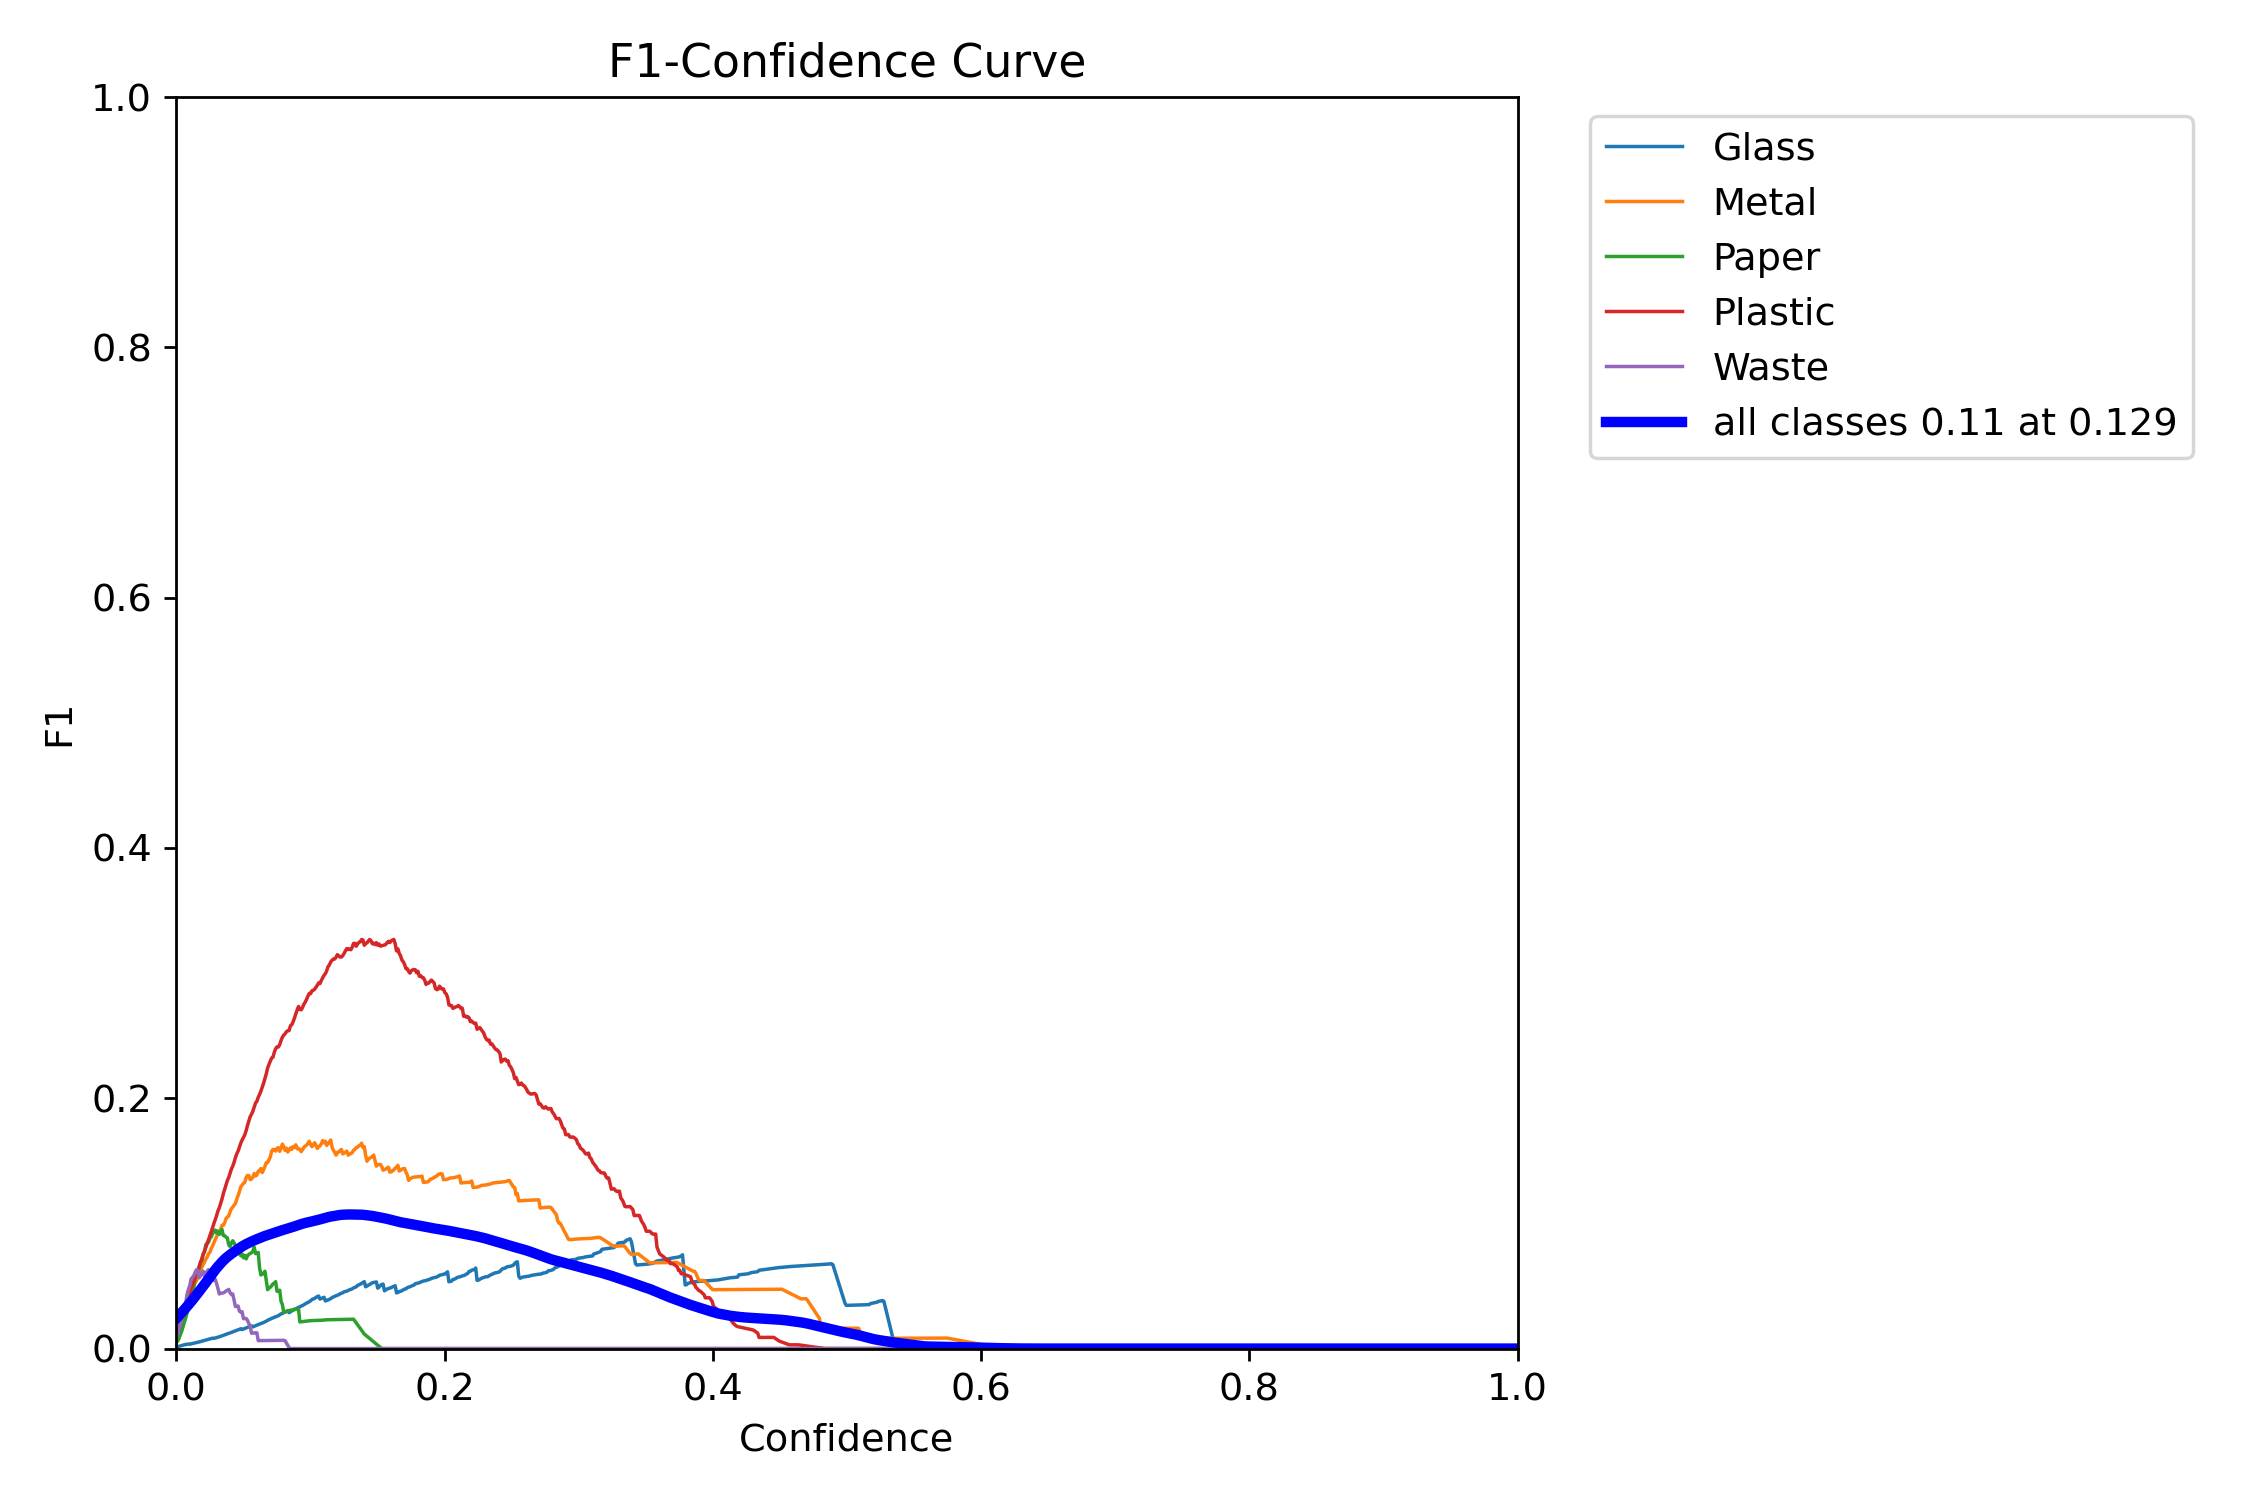 F1-Confidence Curve
1.0
0.8
0.6
0.4
0.2
0.0
F1
0.0 0.2 0.4 0.6 0.8 1.0
Confidence
Glass
Metal
Paper
Plastic
Waste
all classes 0.11 at 0.129